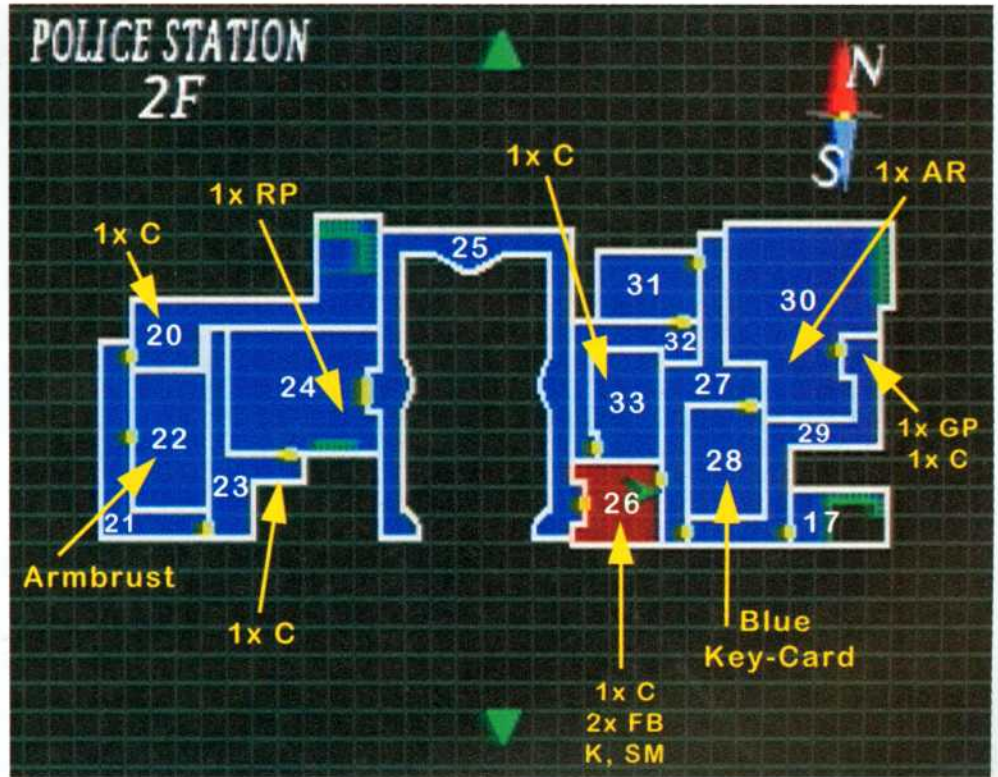 POLICE STATION
2F
N
S
1x C
1x RP
1x C
1x AR
25
31
30
20
32
27
24
33
22
29
1x GP
1x C
28
23
26
21
17
Armbrust
1x C
Blue
Key-Card
1x C
2x FB
K, SM